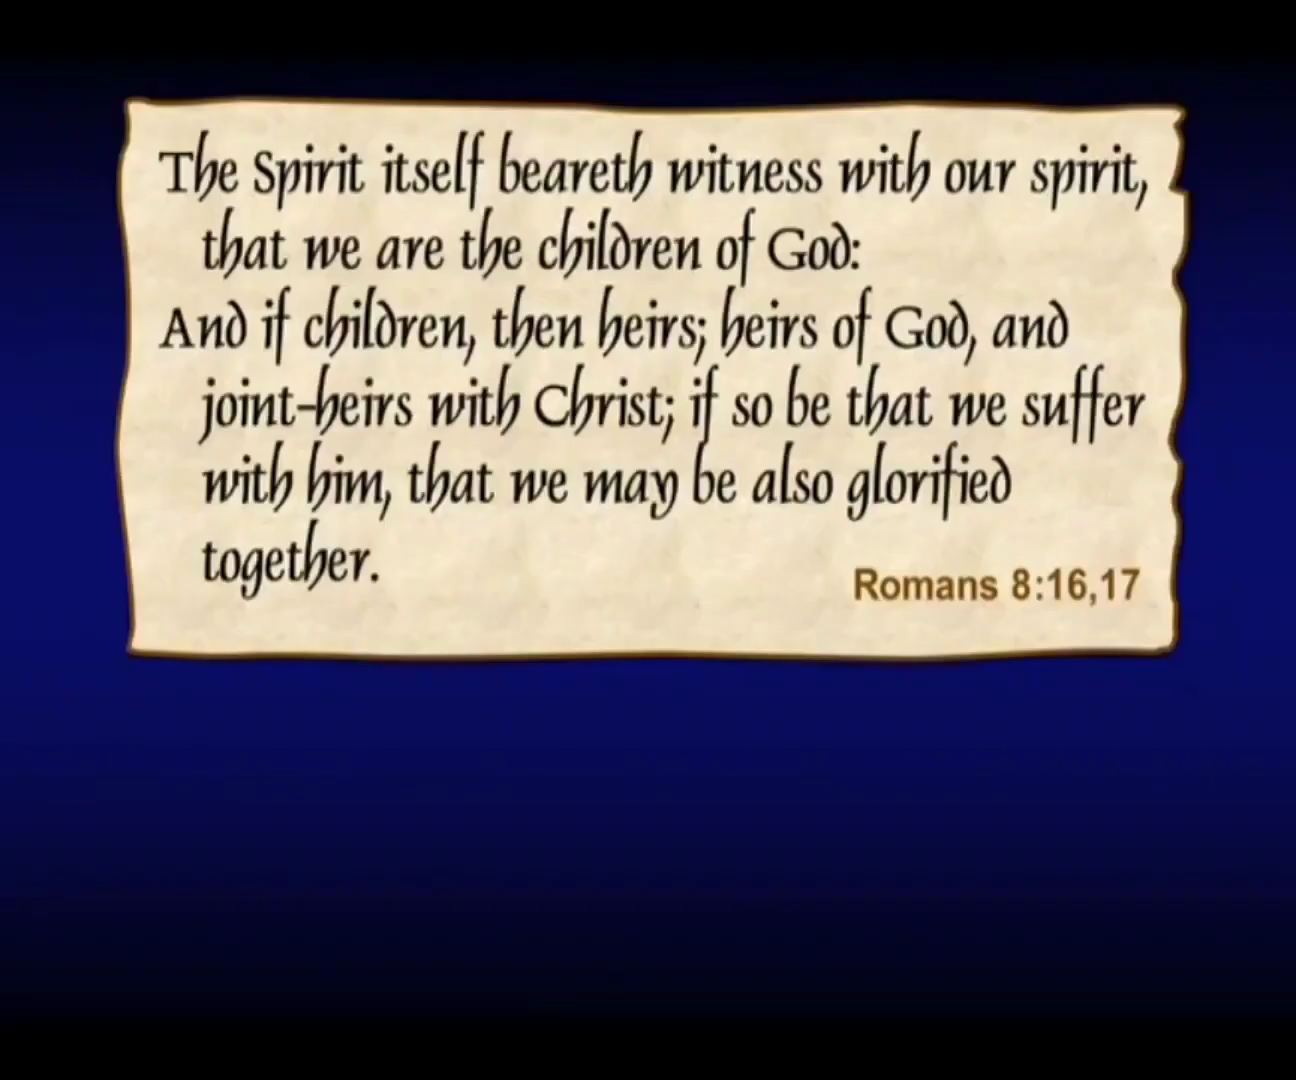 The Spirit itself beareth witness with our spirit,
that we are the children of God:
And if children, then heirs; heirs of God, and
joint-heirs with Christ; if so be that we suffer
with him, that we may be also glorified
together.
Romans 8:16,17